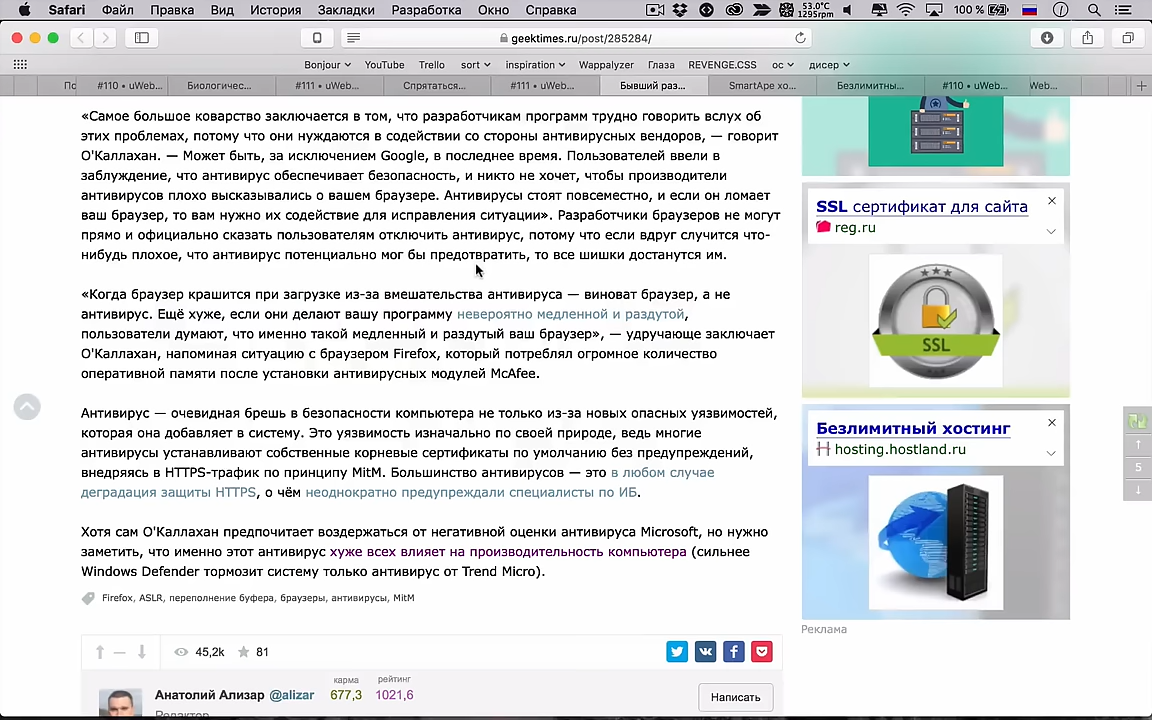 Safari Файл Правка Вид История Закладки Разработка Окно Справка 53.0°C 1295rpm 100 %
geektimes.ru/post/285284/
Bonjour YouTube Trello sort inspiration Wappalyzer Глаза REVENGE.CSS ос дисер
По #110 • uWeb... Биологичес... #111 • uWeb... Спрятаться... #111 • uWeb... Бывший раз... SmartApe хо... Безлимитны... #110 • uWeb... Web...
«Самое большое коварство заключается в том, что разработчикам программ трудно говорить вслух об
этих проблемах, потому что они нуждаются в содействии со стороны антивирусных вендоров, — говорит
О'Каллахан. — Может быть, за исключением Google, в последнее время. Пользователей ввели в
заблуждение, что антивирус обеспечивает безопасность, и никто не хочет, чтобы производители
антивирусов плохо высказывались о вашем браузере. Антивирусы стоят повсеместно, и если он ломает
ваш браузер, то вам нужно их содействие для исправления ситуации». Разработчики браузеров не могут
прямо и официально сказать пользователям отключить антивирус, потому что если вдруг случится что-
нибудь плохое, что антивирус потенциально мог бы предотвратить, то все шишки достанутся им.
«Когда браузер крашится при загрузке из-за вмешательства антивируса — виноват браузер, а не
антивирус. Ещё хуже, если они делают вашу программу невероятно медленной и раздутой,
пользователи думают, что именно такой медленный и раздутый ваш браузер», — удручающе заключает
О'Каллахан, напоминая ситуацию с браузером Firefox, который потреблял огромное количество
оперативной памяти после установки антивирусных модулей McAfee.
Антивирус — очевидная брешь в безопасности компьютера не только из-за новых опасных уязвимостей,
которая она добавляет в систему. Это уязвимость изначально по своей природе, ведь многие
антивирусы устанавливают собственные корневые сертификаты по умолчанию без предупреждений,
внедряясь в HTTPS-трафик по принципу MitM. Большинство антивирусов — это в любом случае
деградация защиты HTTPS, о чём неоднократно предупреждали специалисты по ИБ.
Хотя сам О'Каллахан предпочитает воздержаться от негативной оценки антивируса Microsoft, но нужно
заметить, что именно этот антивирус хуже всех влияет на производительность компьютера (сильнее
Windows Defender тормозит систему только антивирус от Trend Micro).
Firefox, ASLR, переполнение буфера, браузеры, антивирусы, MitM
45,2k 81
Анатолий Ализар @alizar
Редактор
карма
677,3
рейтинг
1021,6
Написать
SSL сертификат для сайта
reg.ru
SSL
Безлимитный хостинг
hosting.hostland.ru
Реклама
5